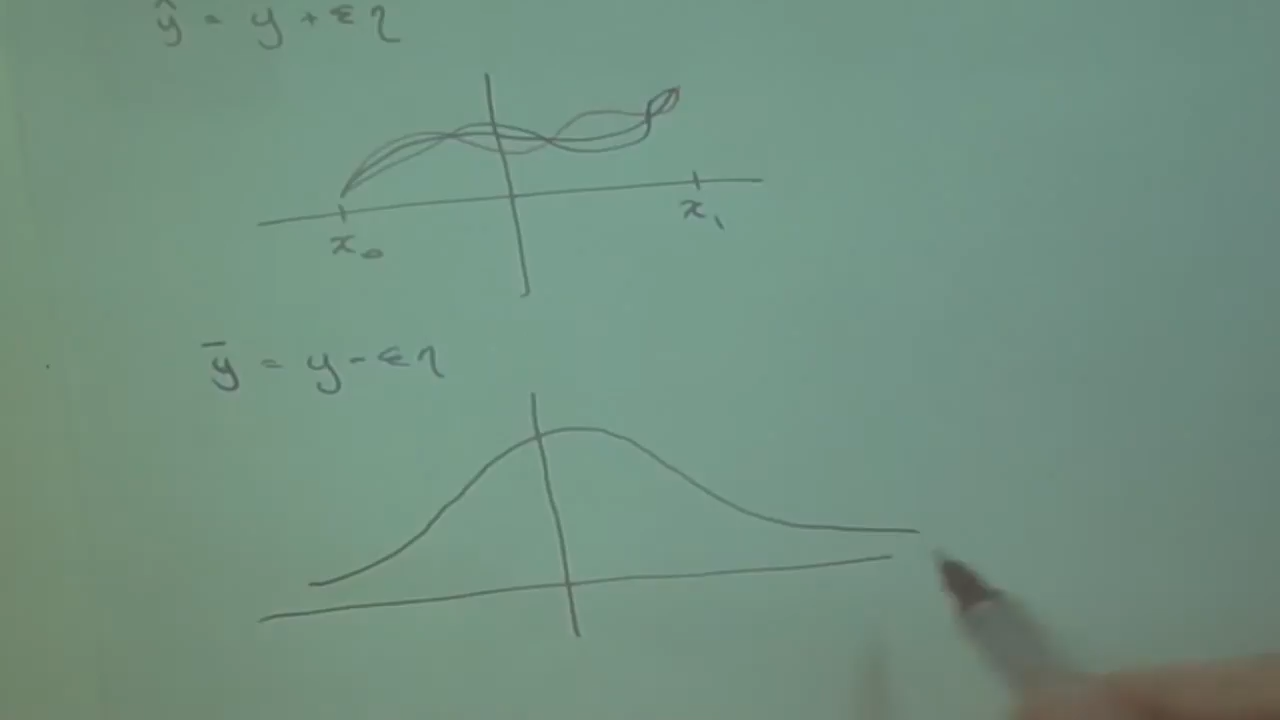 ŷ = y + εη
x₀
x₁
ȳ = y - εη